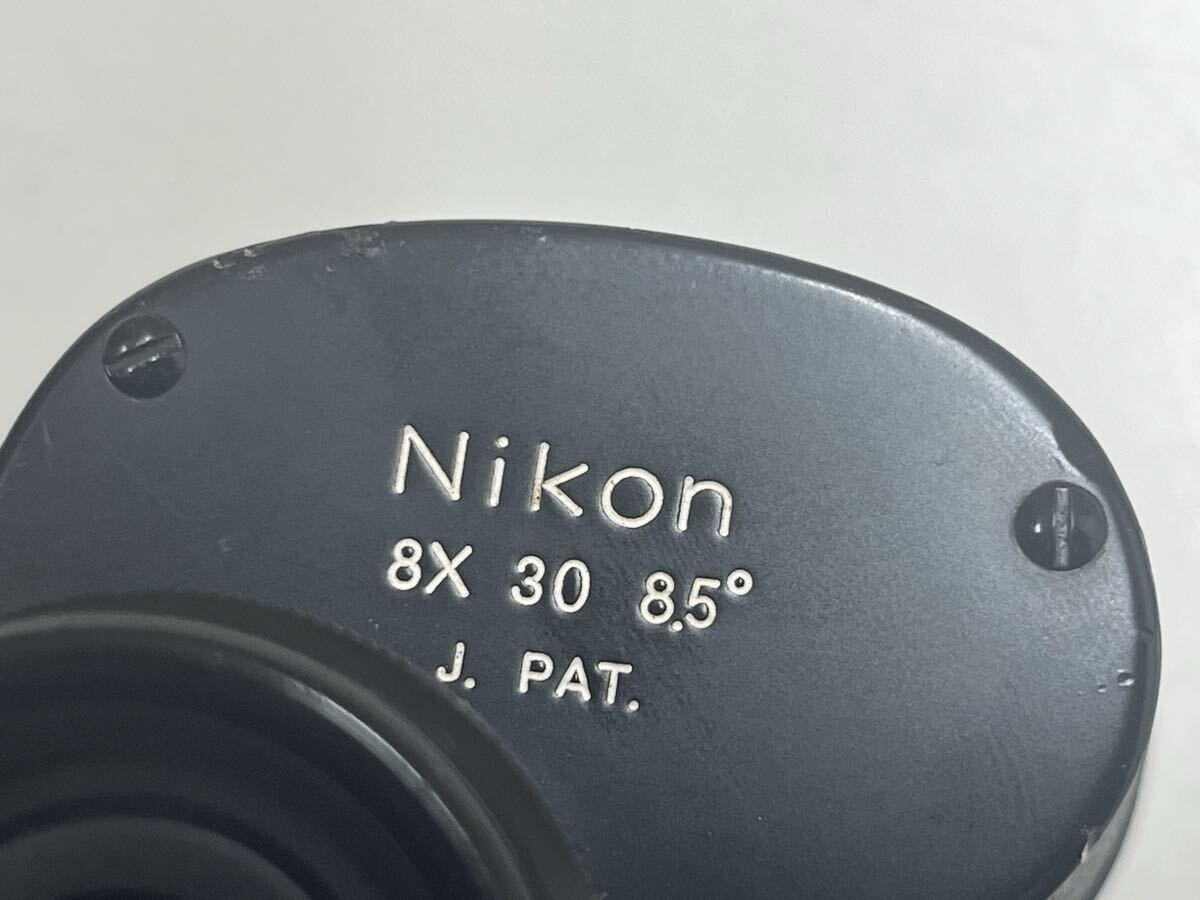 Nikon
8X 30 8.5°
J. PAT.